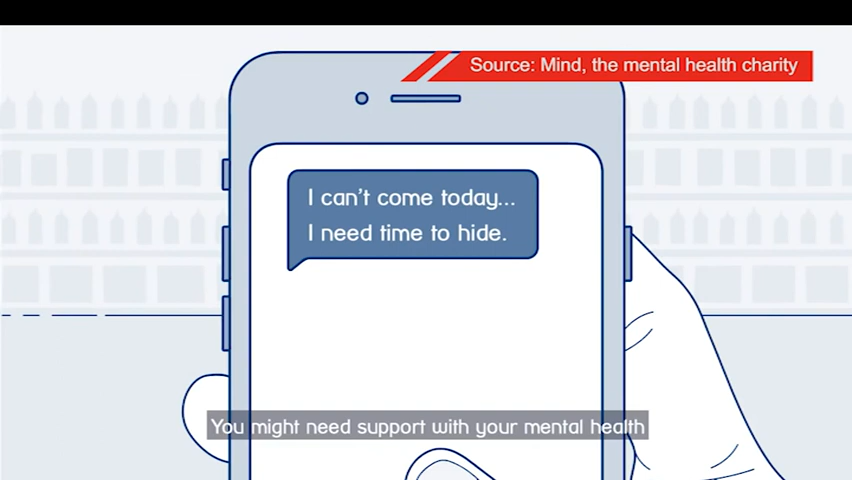 Source: Mind, the mental health charity
I can't come today...
I need time to hide.
You might need support with your mental health